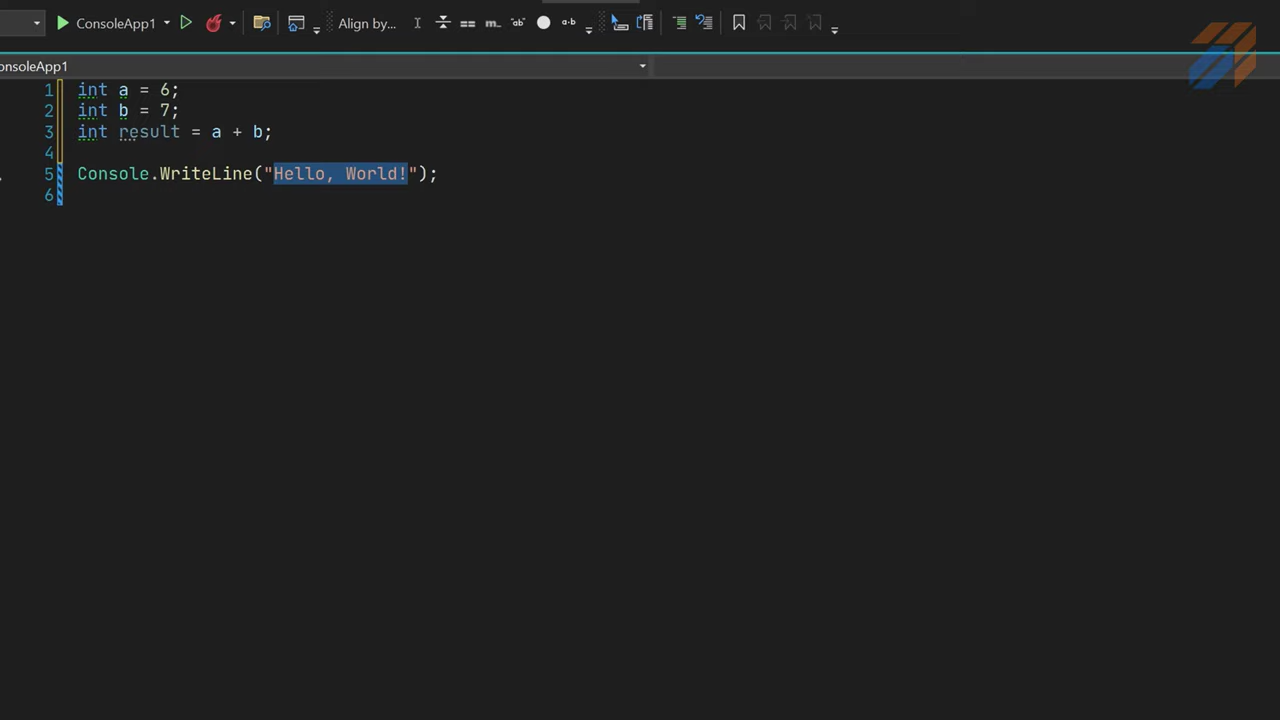 ConsoleApp1
Align by...
onsoleApp1
1 int a = 6;
2 int b = 7;
3 int result = a + b;
4
5 Console.WriteLine("Hello, World!");
6